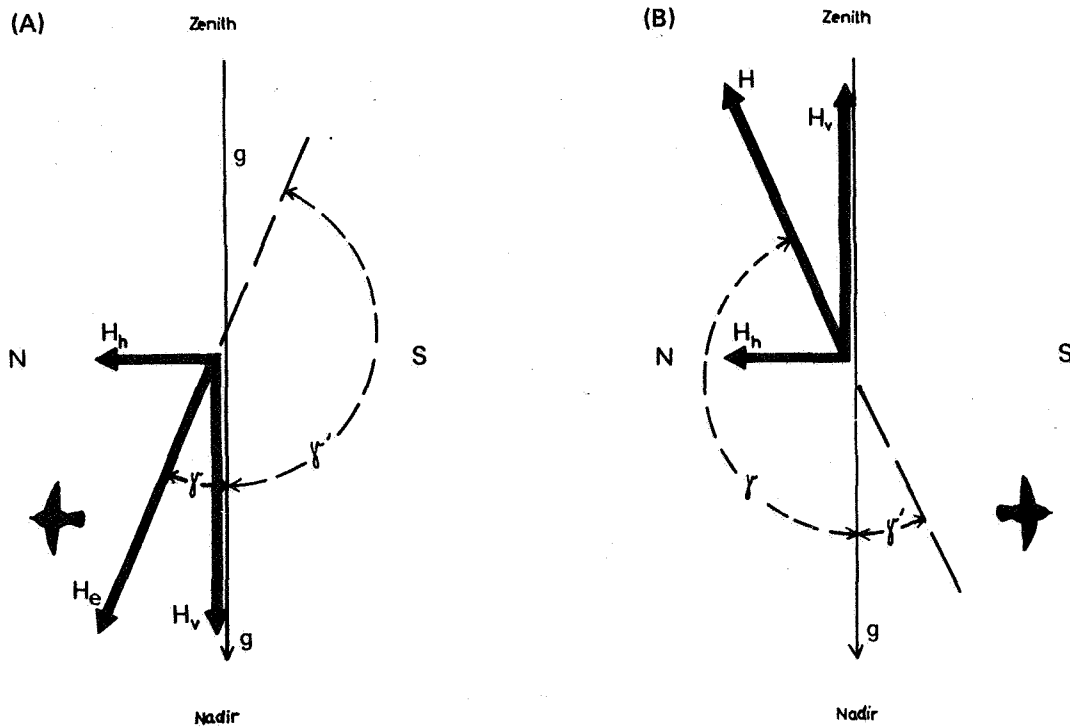 (A)
Zenith
g
H_h
N
S
γ
γ'
H_e
H_v
g
Nadir
(B)
Zenith
H
H_v
N
H_h
S
γ
γ'
g
Nadir